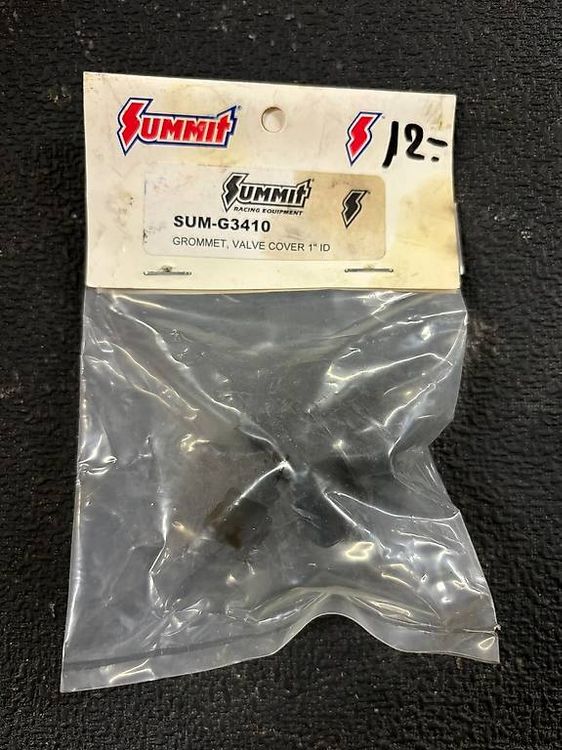 SUMMIT
12.-
SUMMIT
RACING EQUIPMENT
SUM-G3410
GROMMET, VALVE COVER 1" ID